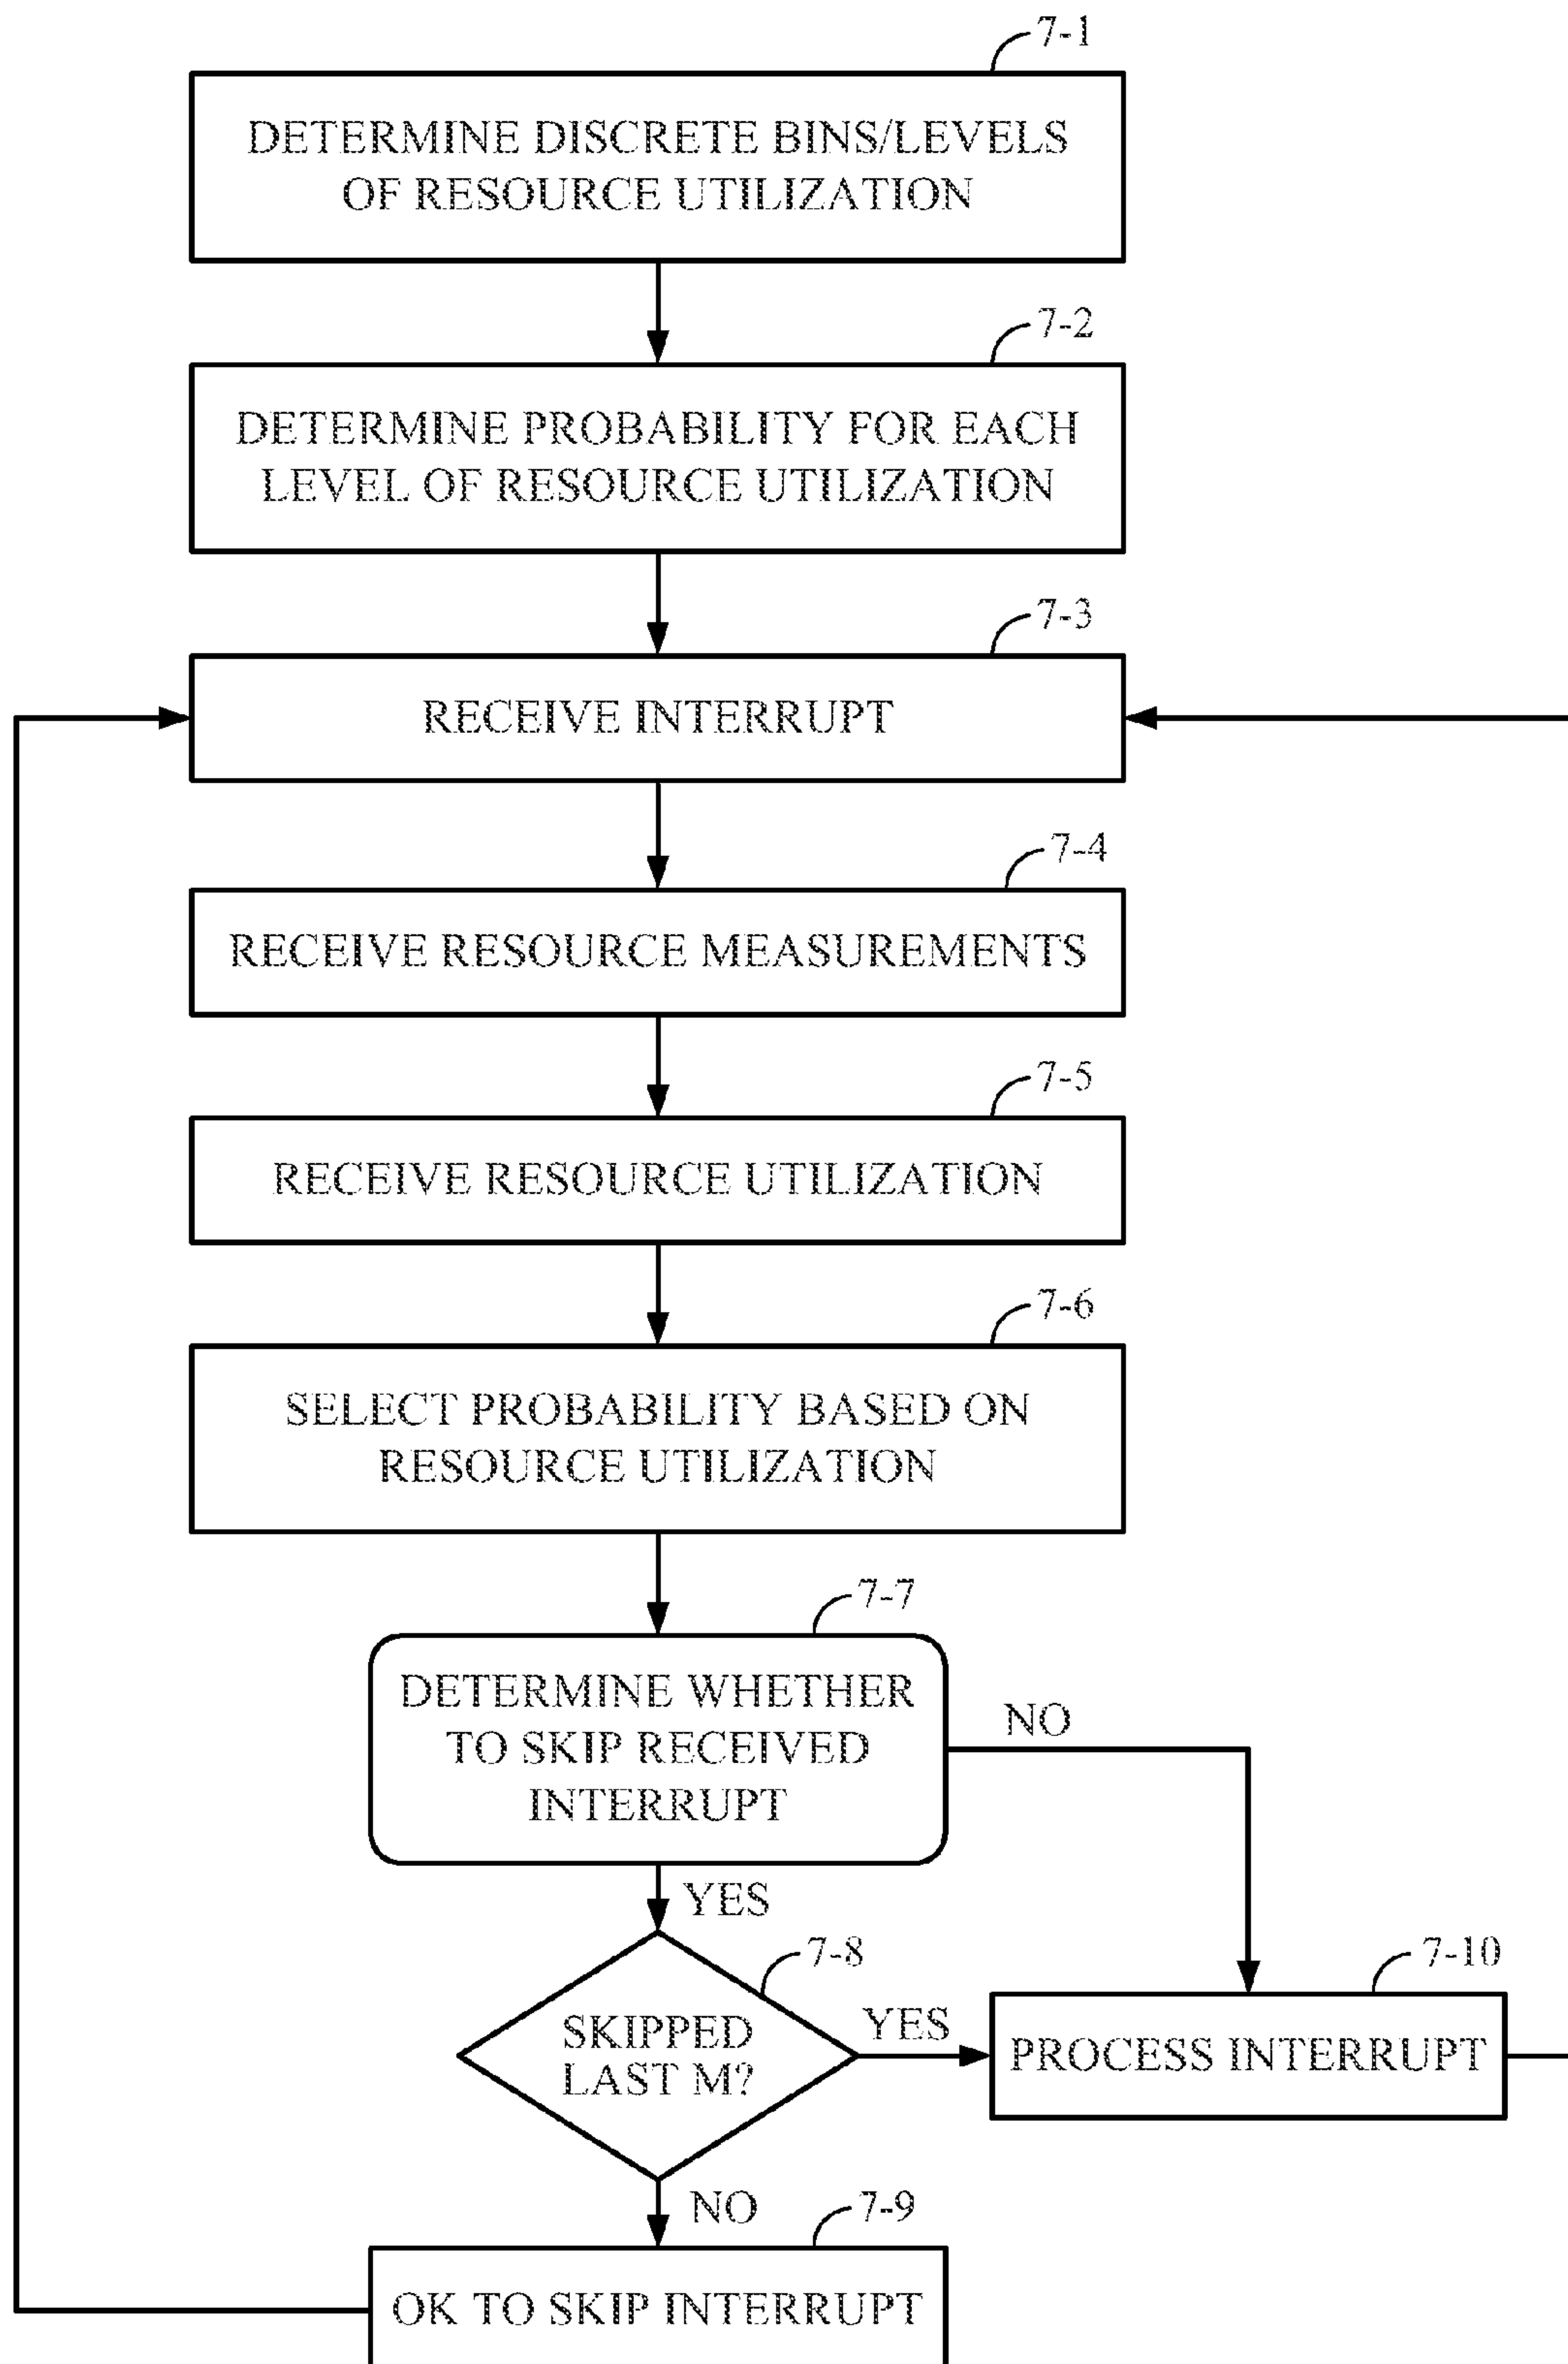 7-1
DETERMINE DISCRETE BINS/LEVELS
OF RESOURCE UTILIZATION
7-2
DETERMINE PROBABILITY FOR EACH
LEVEL OF RESOURCE UTILIZATION
7-3
RECEIVE INTERRUPT
7-4
RECEIVE RESOURCE MEASUREMENTS
7-5
RECEIVE RESOURCE UTILIZATION
7-6
SELECT PROBABILITY BASED ON
RESOURCE UTILIZATION
7-7
DETERMINE WHETHER
TO SKIP RECEIVED
INTERRUPT
NO
YES
7-8
SKIPPED
LAST M?
YES
7-10
PROCESS INTERRUPT
NO
7-9
OK TO SKIP INTERRUPT